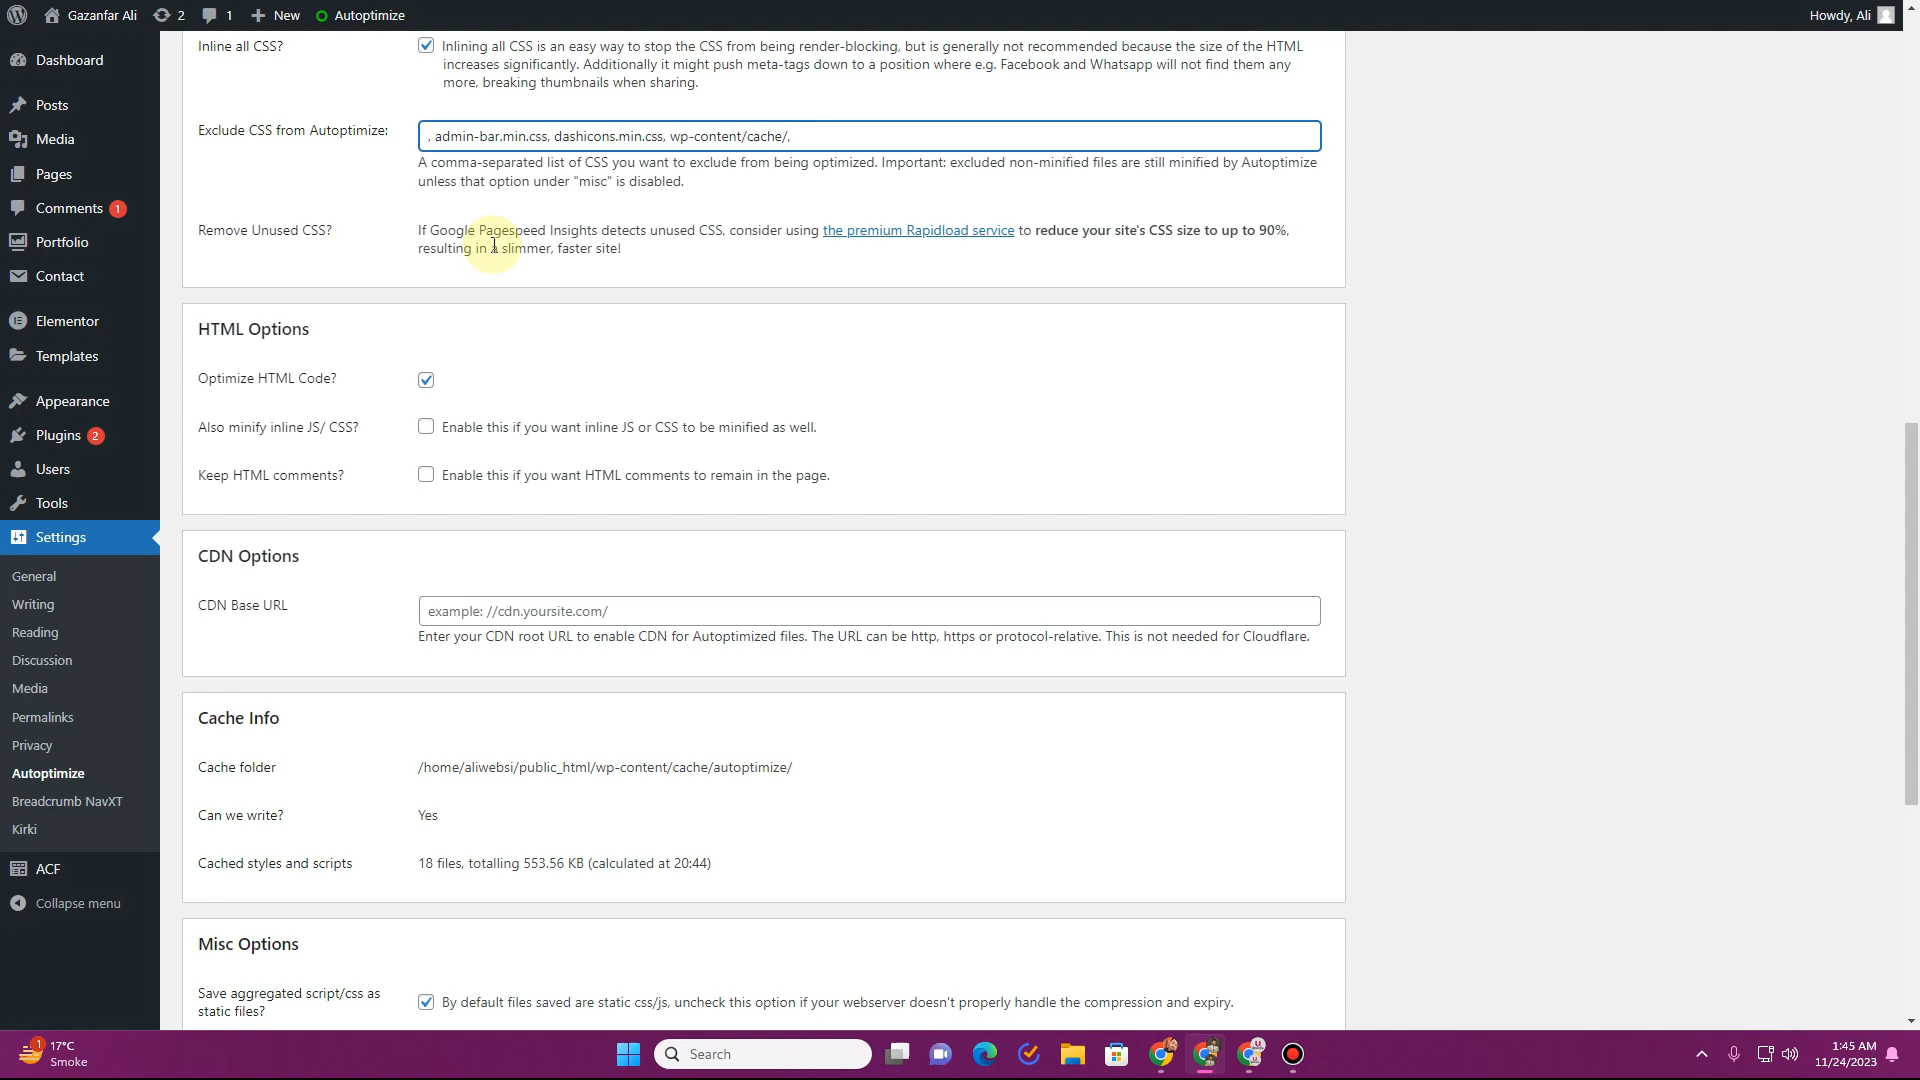 Gazanfar Ali 2 1 New Autoptimize Howdy, Ali
Dashboard
Posts
Media
Pages
Comments 1
Portfolio
Contact
Elementor
Templates
Appearance
Plugins 2
Users
Tools
Settings
General
Writing
Reading
Discussion
Media
Permalinks
Privacy
Autoptimize
Breadcrumb NavXT
Kirki
ACF
Collapse menu
Inline all CSS?
Inlining all CSS is an easy way to stop the CSS from being render-blocking, but is generally not recommended because the size of the HTML
increases significantly. Additionally it might push meta-tags down to a position where e.g. Facebook and Whatsapp will not find them any
more, breaking thumbnails when sharing.
Exclude CSS from Autoptimize:
, admin-bar.min.css, dashicons.min.css, wp-content/cache/,
A comma-separated list of CSS you want to exclude from being optimized. Important: excluded non-minified files are still minified by Autoptimize
unless that option under "misc" is disabled.
Remove Unused CSS?
If Google Pagespeed Insights detects unused CSS, consider using the premium Rapidload service to reduce your site's CSS size to up to 90%,
resulting in a slimmer, faster site!
HTML Options
Optimize HTML Code?
Also minify inline JS/ CSS?
Enable this if you want inline JS or CSS to be minified as well.
Keep HTML comments?
Enable this if you want HTML comments to remain in the page.
CDN Options
CDN Base URL
example: //cdn.yoursite.com/
Enter your CDN root URL to enable CDN for Autoptimized files. The URL can be http, https or protocol-relative. This is not needed for Cloudflare.
Cache Info
Cache folder
/home/aliwebsi/public_html/wp-content/cache/autoptimize/
Can we write?
Yes
Cached styles and scripts
18 files, totalling 553.56 KB (calculated at 20:44)
Misc Options
Save aggregated script/css as
static files?
By default files saved are static css/js, uncheck this option if your webserver doesn't properly handle the compression and expiry.
1
17°C
Smoke
Search
1:45 AM
11/24/2023